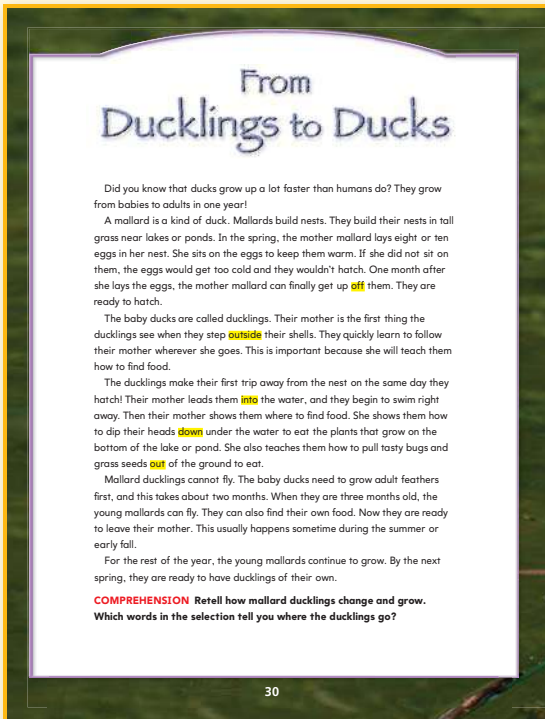 From
Ducklings to Ducks
Did you know that ducks grow up a lot faster than humans do? They grow
from babies to adults in one year!
A mallard is a kind of duck. Mallards build nests. They build their nests in tall
grass near lakes or ponds. In the spring, the mother mallard lays eight or ten
eggs in her nest. She sits on the eggs to keep them warm. If she did not sit on
them, the eggs would get too cold and they wouldn't hatch. One month after
she lays the eggs, the mother mallard can finally get up off them. They are
ready to hatch.
The baby ducks are called ducklings. Their mother is the first thing the
ducklings see when they step outside their shells. They quickly learn to follow
their mother wherever she goes. This is important because she will teach them
how to find food.
The ducklings make their first trip away from the nest on the same day they
hatch! Their mother leads them into the water, and they begin to swim right
away. Then their mother shows them where to find food. She shows them how
to dip their heads down under the water to eat the plants that grow on the
bottom of the lake or pond. She also teaches them how to pull tasty bugs and
grass seeds out of the ground to eat.
Mallard ducklings cannot fly. The baby ducks need to grow adult feathers
first, and this takes about two months. When they are three months old, the
young mallards can fly. They can also find their own food. Now they are ready
to leave their mother. This usually happens sometime during the summer or
early fall.
For the rest of the year, the young mallards continue to grow. By the next
spring, they are ready to have ducklings of their own.
COMPREHENSION Retell how mallard ducklings change and grow.
Which words in the selection tell you where the ducklings go?
30